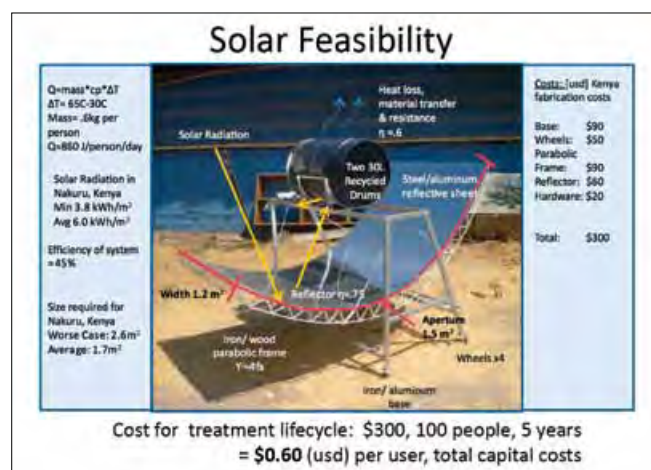 Solar Feasibility
Q=mass*cp*ΔT
ΔT= 65C-30C
Mass= .6kg per
person
Q=860 J/person/day
Solar Radiation in
Nakuru, Kenya
Min 3.8 kWh/m²
Avg 6.0 kWh/m²
Efficiency of system
=45%
Size required for
Nakuru, Kenya
Worse Case: 2.6m²
Average: 1.7m²
Heat loss,
material transfer
& resistance
η =.6
Solar Radiation
Two 30L
Recycled
Drums
Steel/aluminum
reflective sheet
Width 1.2 m²
Reflector η=.75
Aperture
1.5 m²
Iron/ wood
parabolic frame
Wheels x4
Iron/ aluminum
base
Costs: [usd] Kenya
fabrication costs
Base: $90
Wheels: $50
Parabolic
Frame: $90
Reflector: $60
Hardware: $20
Total: $300
Cost for treatment lifecycle: $300, 100 people, 5 years
= $0.60 (usd) per user, total capital costs